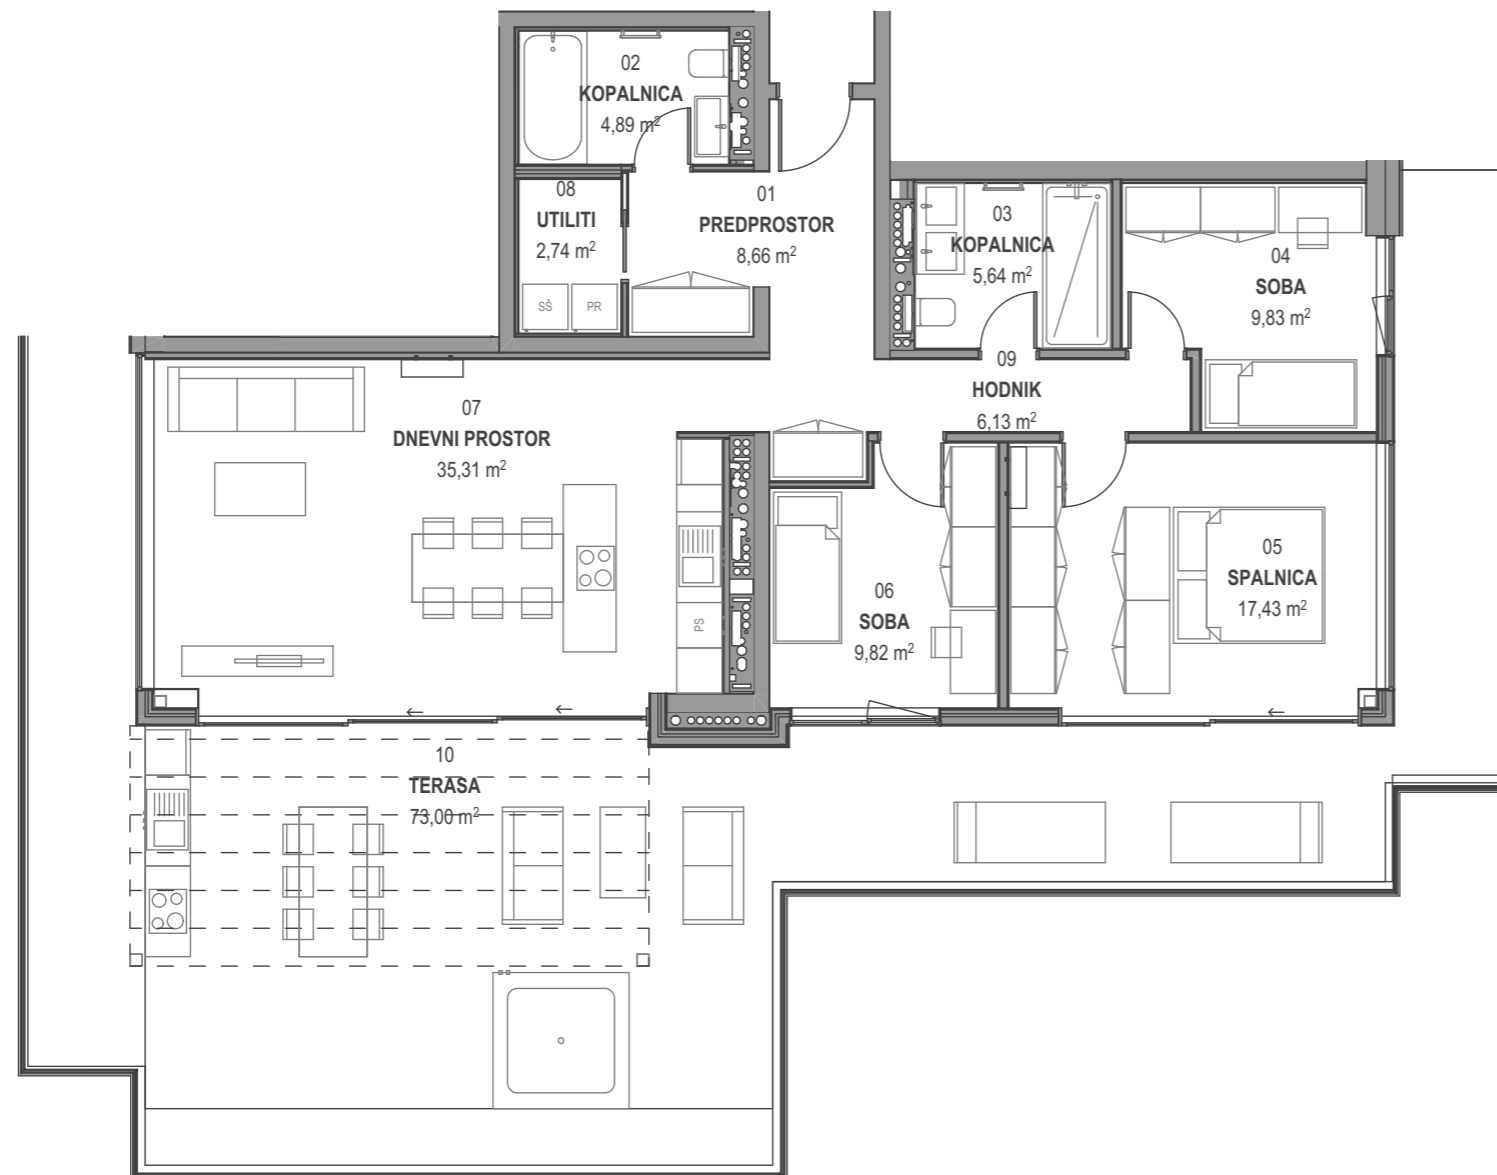 02
KOPALNICA
4,89 m²
08
UTILITI
2,74 m²
SŠ
PR
01
PREDPROSTOR
8,66 m²
03
KOPALNICA
5,64 m²
04
SOBA
9,83 m²
09
HODNIK
6,13 m²
07
DNEVNI PROSTOR
35,31 m²
PS
06
SOBA
9,82 m²
05
SPALNICA
17,43 m²
10
TERASA
73,00 m²